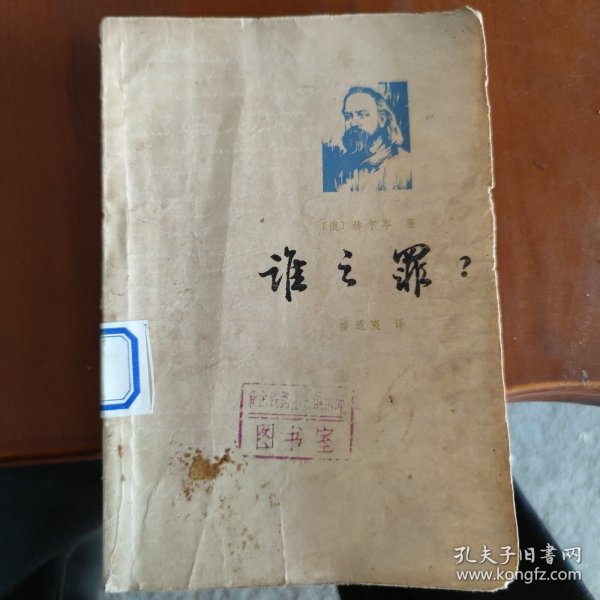 〔俄〕赫尔岑 著
谁之罪？
楼适夷 译
图书室
孔夫子旧书网
www.kongfz.com